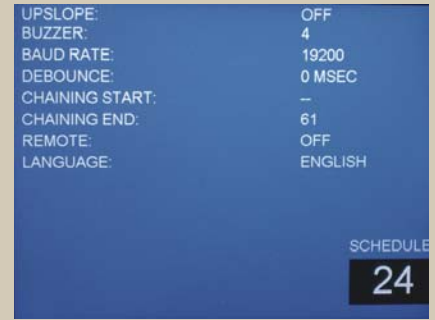 UPSLOPE: OFF
BUZZER: 4
BAUD RATE: 19200
DEBOUNCE: 0 MSEC
CHAINING START: --
CHAINING END: 61
REMOTE: OFF
LANGUAGE: ENGLISH
SCHEDULE
24